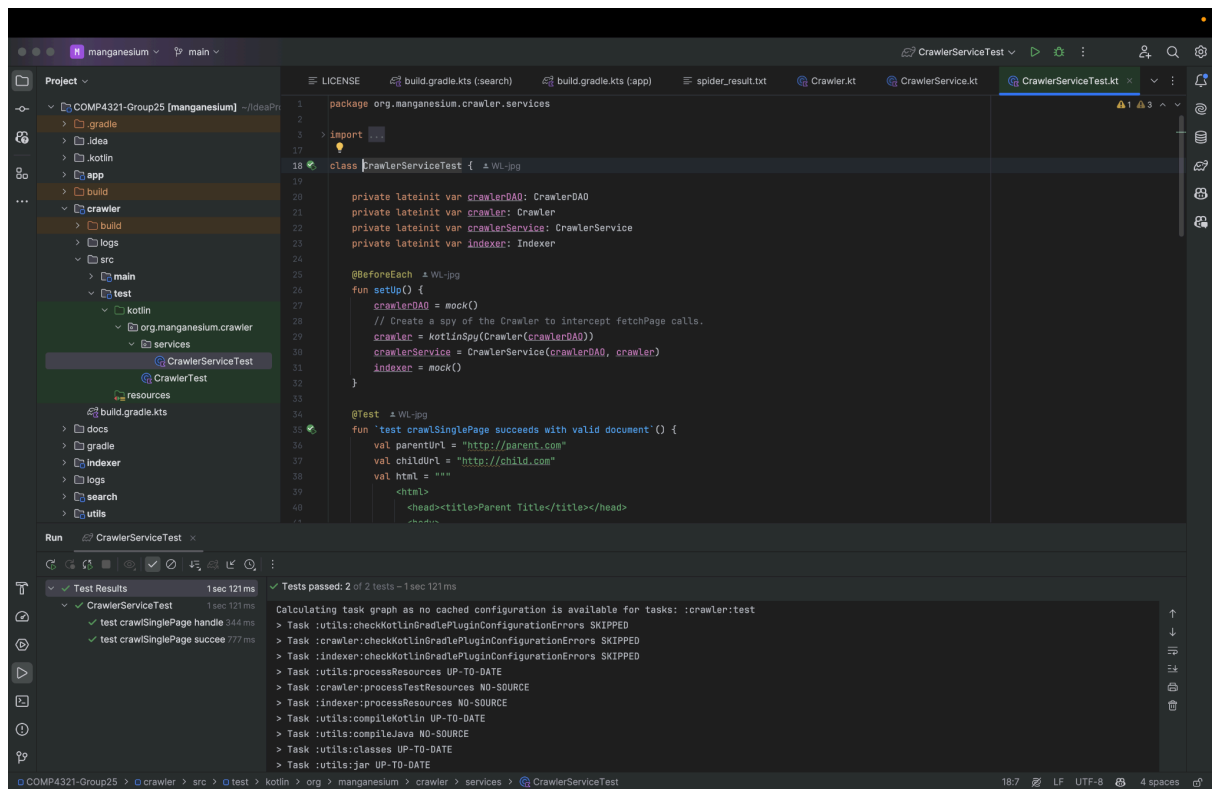 M manganesium main CrawlerServiceTest
Project
LICENSE build.gradle.kts (:search) build.gradle.kts (:app) spider_result.txt Crawler.kt CrawlerService.kt CrawlerServiceTest.kt
COMP4321-Group25 [manganesium] ~/IdeaPr
.gradle
.idea
.kotlin
app
build
crawler
build
logs
src
main
test
kotlin
org.manganesium.crawler
services
CrawlerServiceTest
CrawlerTest
resources
build.gradle.kts
docs
gradle
indexer
logs
search
utils
1 package org.manganesium.crawler.services 1 3
2
3 import ...
17
18 class CrawlerServiceTest { WL-jpg
19
20 private lateinit var crawlerDAO: CrawlerDAO
21 private lateinit var crawler: Crawler
22 private lateinit var crawlerService: CrawlerService
23 private lateinit var indexer: Indexer
24
25 @BeforeEach WL-jpg
26 fun setUp() {
27 crawlerDAO = mock()
28 // Create a spy of the Crawler to intercept fetchPage calls.
29 crawler = kotlinSpy(Crawler(crawlerDAO))
30 crawlerService = CrawlerService(crawlerDAO, crawler)
31 indexer = mock()
32 }
33
34 @Test WL-jpg
35 fun `test crawlSinglePage succeeds with valid document`() {
36 val parentUrl = "http://parent.com"
37 val childUrl = "http://child.com"
38 val html = """
39 <html>
40 <head><title>Parent Title</title></head>
<body>
Run CrawlerServiceTest
Test Results 1 sec 121 ms
CrawlerServiceTest 1 sec 121 ms
test crawlSinglePage handle 344 ms
test crawlSinglePage succee 777 ms
Tests passed: 2 of 2 tests – 1 sec 121 ms
Calculating task graph as no cached configuration is available for tasks: :crawler:test
> Task :utils:checkKotlinGradlePluginConfigurationErrors SKIPPED
> Task :crawler:checkKotlinGradlePluginConfigurationErrors SKIPPED
> Task :indexer:checkKotlinGradlePluginConfigurationErrors SKIPPED
> Task :utils:processResources UP-TO-DATE
> Task :crawler:processTestResources NO-SOURCE
> Task :indexer:processResources NO-SOURCE
> Task :utils:compileKotlin UP-TO-DATE
> Task :utils:compileJava NO-SOURCE
> Task :utils:classes UP-TO-DATE
> Task :utils:jar UP-TO-DATE
COMP4321-Group25 > crawler > src > test > kotlin > org > manganesium > crawler > services > CrawlerServiceTest 18:7 LF UTF-8 4 spaces